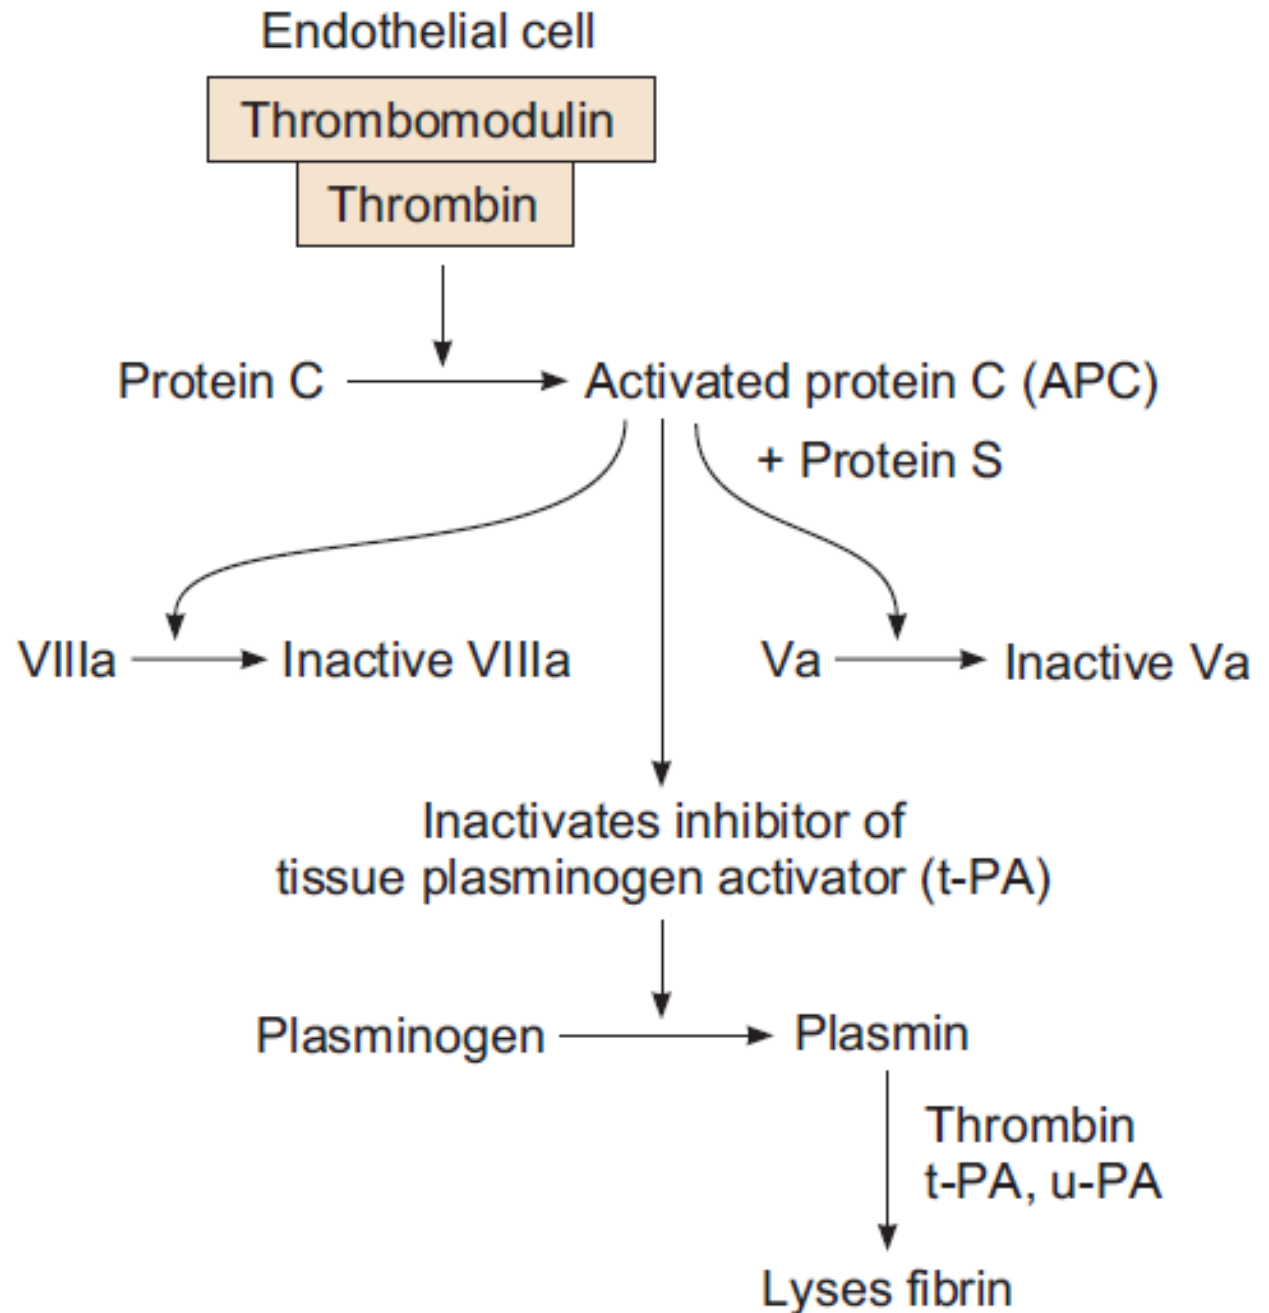 Endothelial cell
Thrombomodulin
Thrombin
Protein C
Activated protein C (APC)
+ Protein S
VIIIa
Inactive VIIIa
Va
Inactive Va
Inactivates inhibitor of
tissue plasminogen activator (t-PA)
Plasminogen
Plasmin
Thrombin
t-PA, u-PA
Lyses fibrin